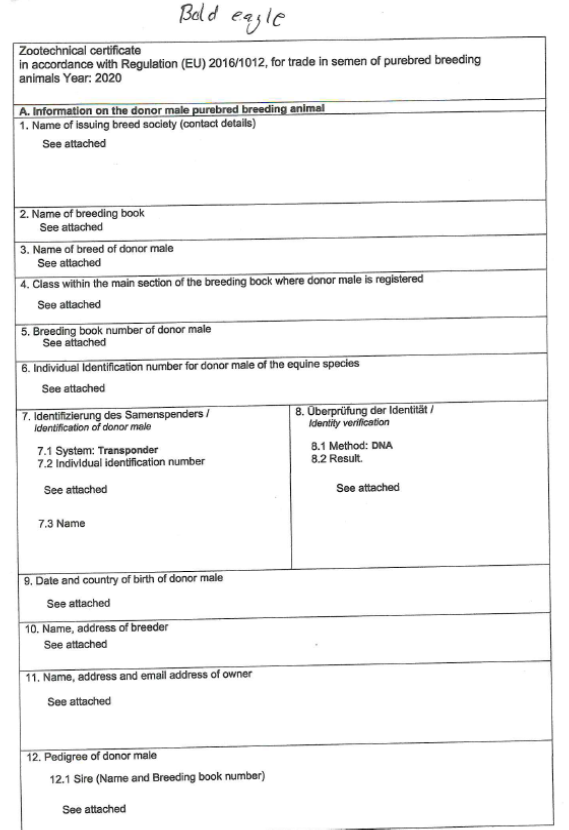 Bold eagle
Zootechnical certificate
in accordance with Regulation (EU) 2016/1012, for trade in semen of purebred breeding
animals Year: 2020
A. Information on the donor male purebred breeding animal
1. Name of issuing breed society (contact details)
See attached
2. Name of breeding book
See attached
3. Name of breed of donor male
See attached
4. Class within the main section of the breeding bock where donor male is registered
See attached
5. Breeding book number of donor male
See attached
6. Individual Identification number for donor male of the equine species
See attached
7. Identifizierung des Samenspenders /
Identification of donor male
7.1 System: Transponder
7.2 Individual identification number
See attached
7.3 Name
8. Überprüfung der Identität /
Identity verification
8.1 Method: DNA
8.2 Result.
See attached
9. Date and country of birth of donor male
See attached
10. Name, address of breeder
See attached
11. Name, address and email address of owner
See attached
12. Pedigree of donor male
12.1 Sire (Name and Breeding book number)
See attached